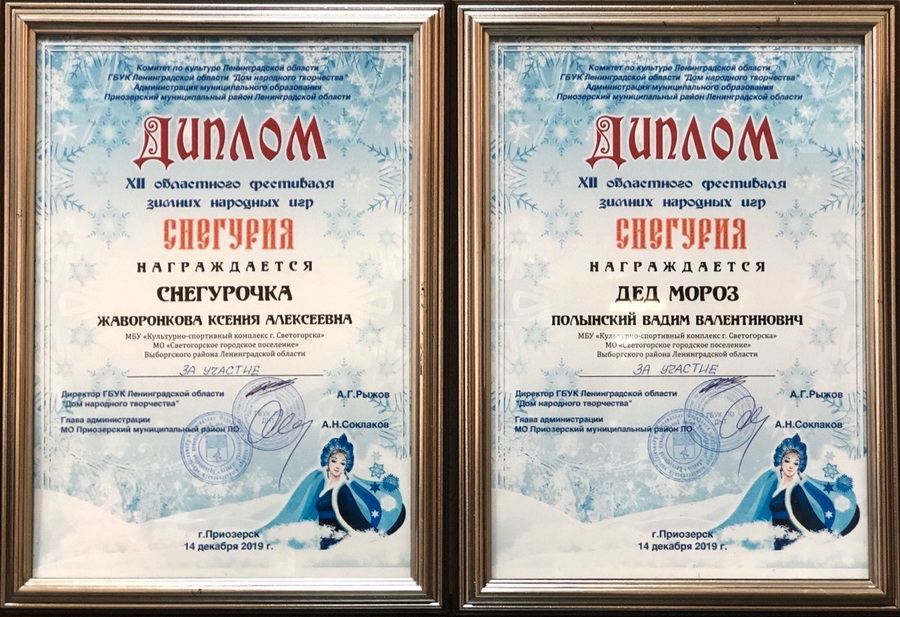 Комитет по культуре Ленинградской области
ГБУК Ленинградской области "Дом народного творчества"
Администрация муниципального образования
Приозерский муниципальный район Ленинградской области
ДИПЛОМ
XII областного фестиваля
зимних народных игр
СНЕГУРИЯ
НАГРАЖДАЕТСЯ
СНЕГУРОЧКА
ЖАВОРОНКОВА КСЕНИЯ АЛЕКСЕЕВНА
МБУ «Культурно-спортивный комплекс г. Светогорска»
МО «Светогорское городское поселение»
Выборгского района Ленинградской области
ЗА УЧАСТИЕ
Директор ГБУК Ленинградской области
"Дом народного творчества"
А.Г.Рыжов
Глава администрации
МО Приозерский муниципальный район ЛО
А.Н.Соклаков
г.Приозерск
14 декабря 2019 г.
Комитет по культуре Ленинградской области
ГБУК Ленинградской области "Дом народного творчества"
Администрация муниципального образования
Приозерский муниципальный район Ленинградской области
ДИПЛОМ
XII областного фестиваля
зимних народных игр
СНЕГУРИЯ
НАГРАЖДАЕТСЯ
ДЕД МОРОЗ
ПОЛЫНСКИЙ ВАДИМ ВАЛЕНТИНОВИЧ
МБУ «Культурно-спортивный комплекс г. Светогорска»
МО «Светогорское городское поселение»
Выборгского района Ленинградской области
ЗА УЧАСТИЕ
Директор ГБУК Ленинградской области
"Дом народного творчества"
А.Г.Рыжов
Глава администрации
МО Приозерский муниципальный район ЛО
А.Н.Соклаков
г.Приозерск
14 декабря 2019 г.